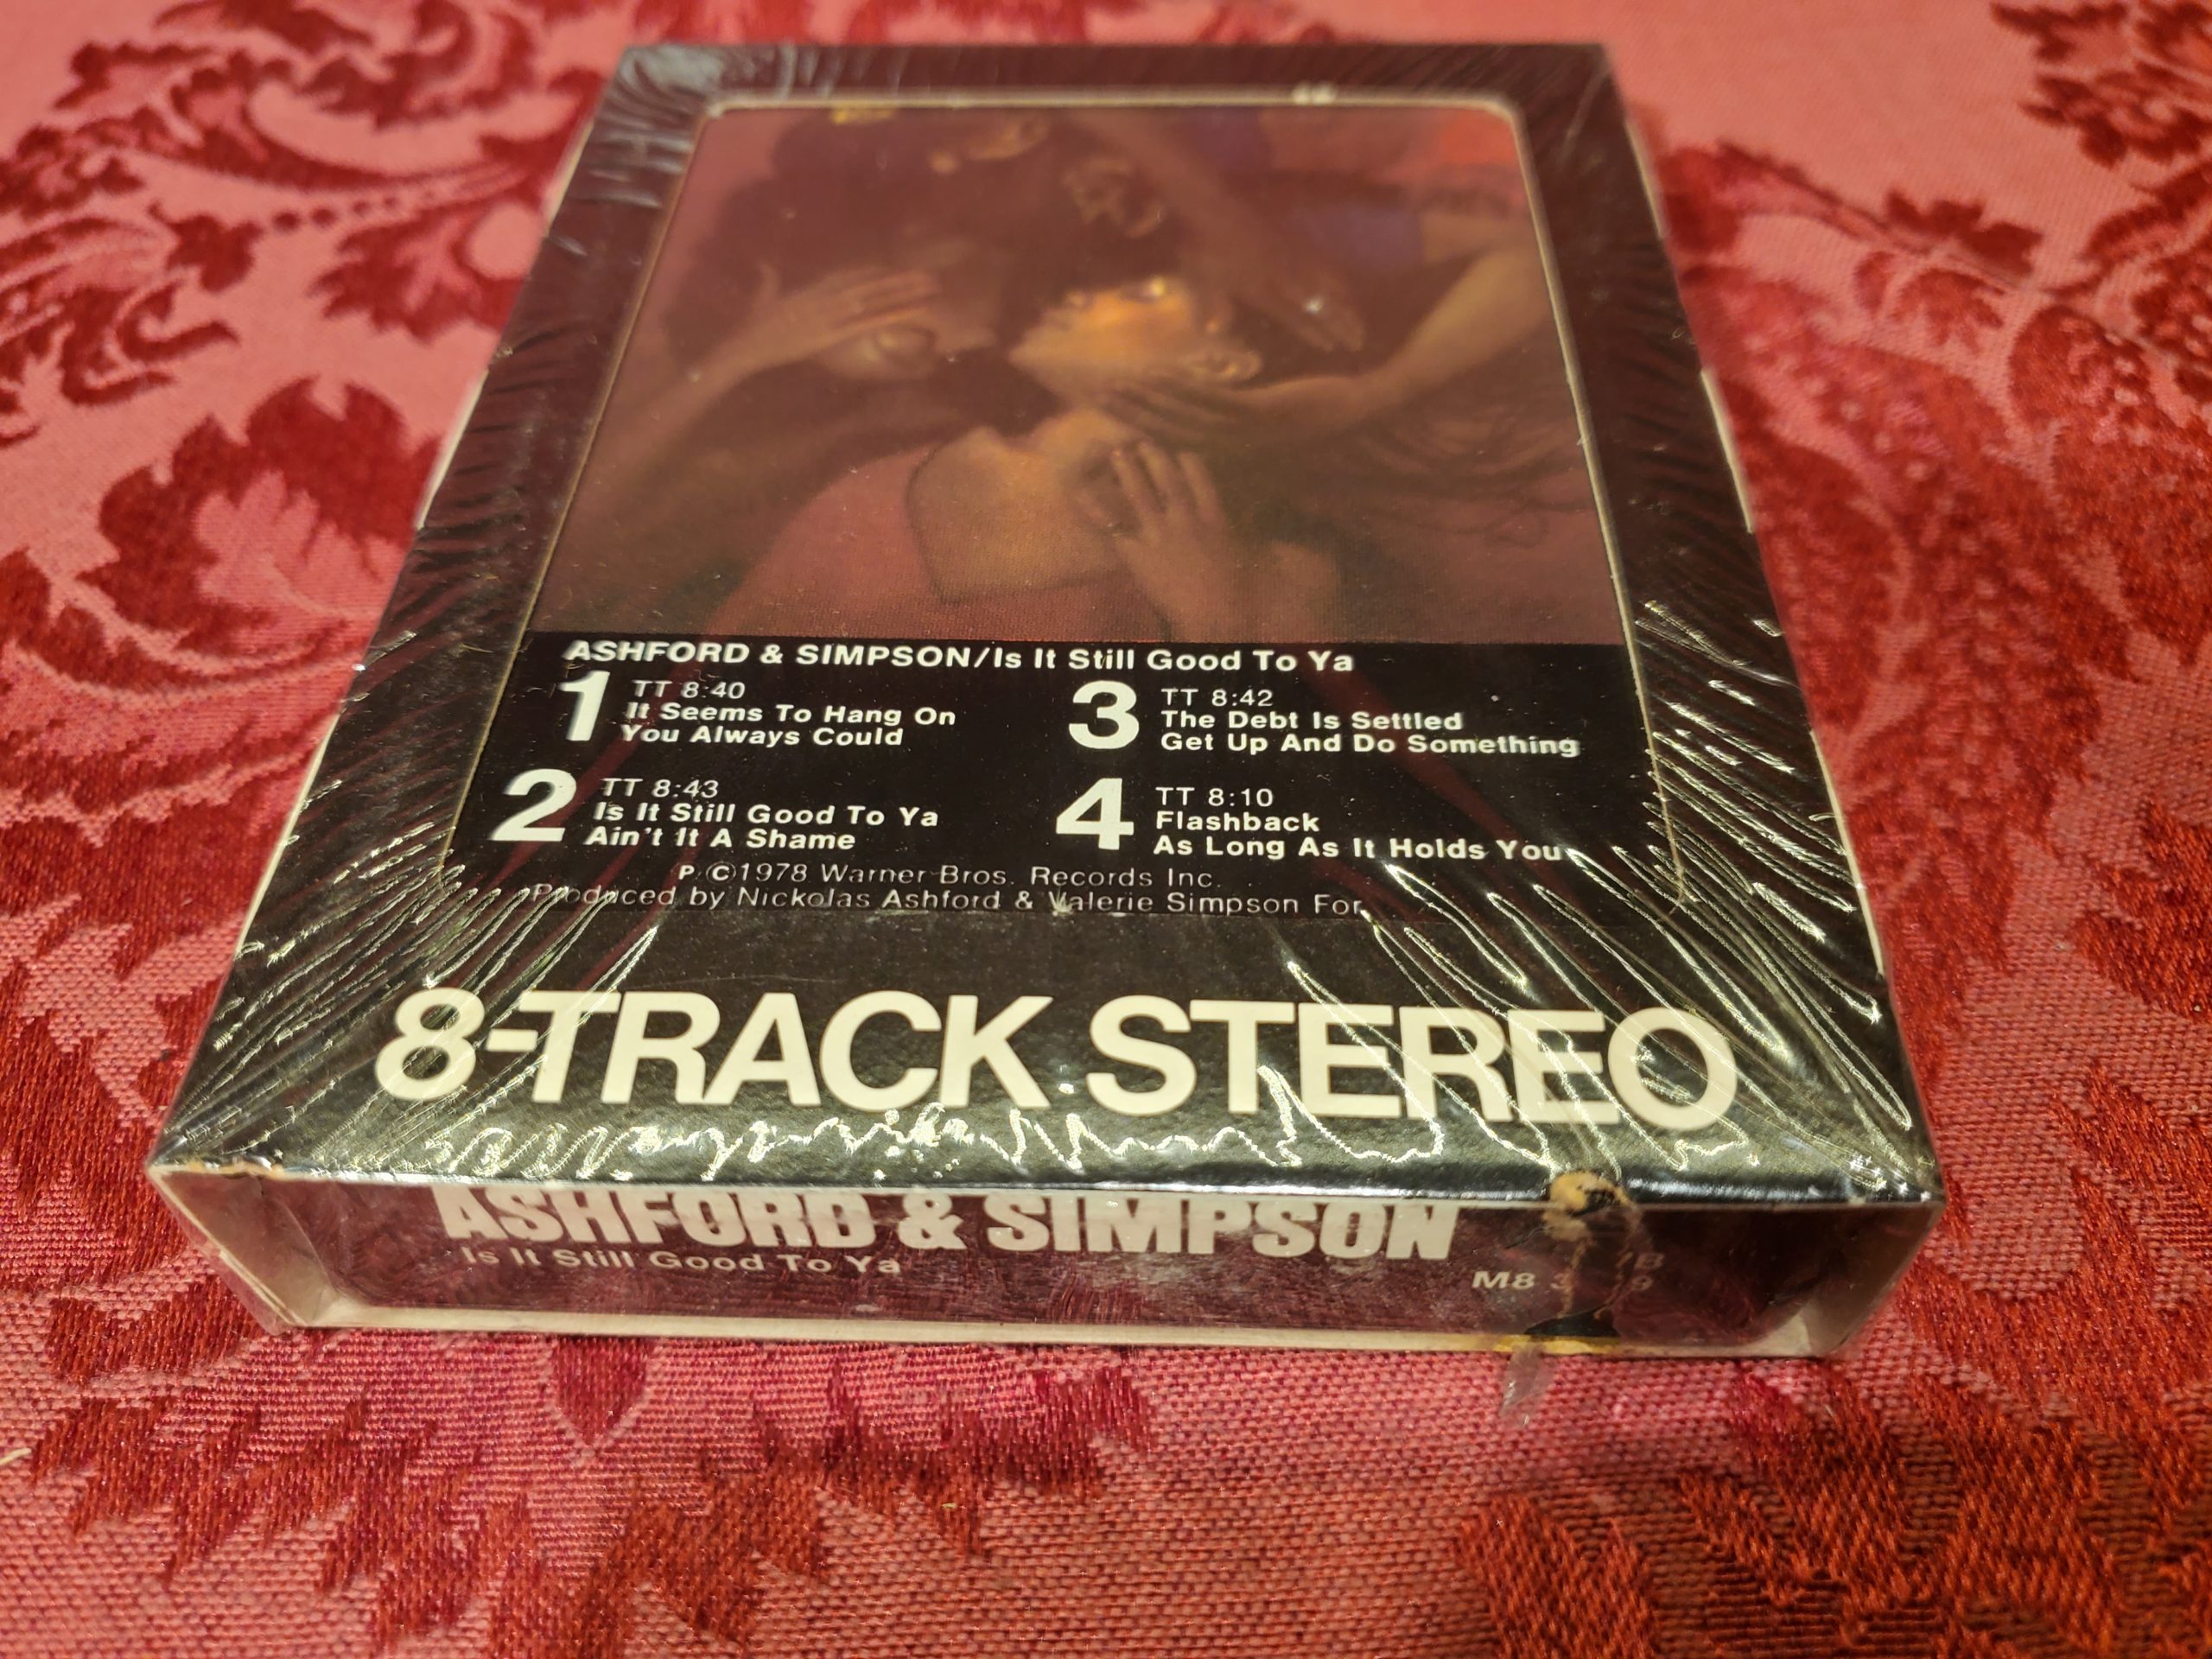 ASHFORD & SIMPSON/Is It Still Good To Ya
1 TT 8:40
It Seems To Hang On
You Always Could
2 TT 8:43
Is It Still Good To Ya
Ain't It A Shame
3 TT 8:42
The Debt Is Settled
Get Up And Do Something
4 TT 8:10
Flashback
As Long As It Holds You
P ©1978 Warner Bros. Records Inc.
Produced by Nickolas Ashford & Valerie Simpson For
8-TRACK STEREO
ASHFORD & SIMPSON
Is It Still Good To Ya
M8